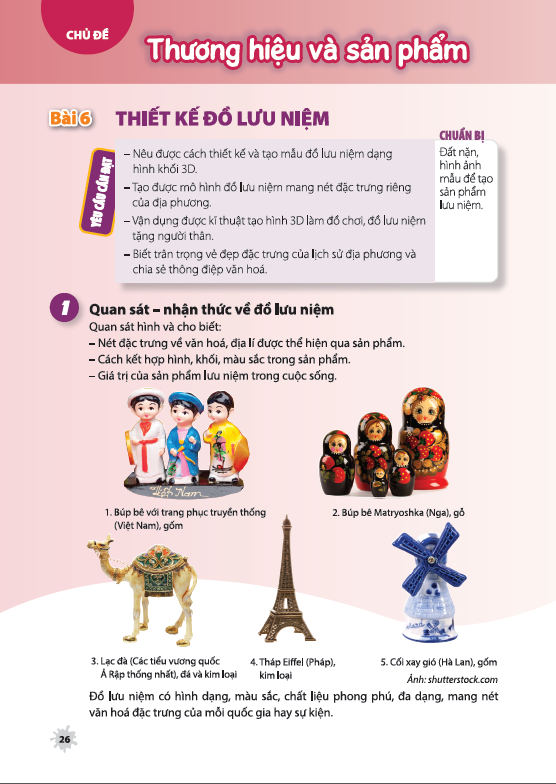 CHỦ ĐỀ
Thương hiệu và sản phẩm
Bài 6 THIẾT KẾ ĐỒ LƯU NIỆM
YÊU CẦU CẦN ĐẠT
– Nêu được cách thiết kế và tạo mẫu đồ lưu niệm dạng
hình khối 3D.
– Tạo được mô hình đồ lưu niệm mang nét đặc trưng riêng
của địa phương.
– Vận dụng được kĩ thuật tạo hình 3D làm đồ chơi, đồ lưu niệm
tặng người thân.
– Biết trân trọng vẻ đẹp đặc trưng của lịch sử địa phương và
chia sẻ thông điệp văn hoá.
CHUẨN BỊ
Đất nặn,
hình ảnh
mẫu để tạo
sản phẩm
lưu niệm.
1 Quan sát – nhận thức về đồ lưu niệm
Quan sát hình và cho biết:
– Nét đặc trưng về văn hoá, địa lí được thể hiện qua sản phẩm.
– Cách kết hợp hình, khối, màu sắc trong sản phẩm.
– Giá trị của sản phẩm lưu niệm trong cuộc sống.
Việt Nam
1. Búp bê với trang phục truyền thống
(Việt Nam), gốm
2. Búp bê Matryoshka (Nga), gỗ
3. Lạc đà (Các tiểu vương quốc
Ả Rập thống nhất), đá và kim loại
4. Tháp Eiffel (Pháp),
kim loại
5. Cối xay gió (Hà Lan), gốm
Ảnh: shutterstock.com
Đồ lưu niệm có hình dạng, màu sắc, chất liệu phong phú, đa dạng, mang nét
văn hoá đặc trưng của mỗi quốc gia hay sự kiện.
26